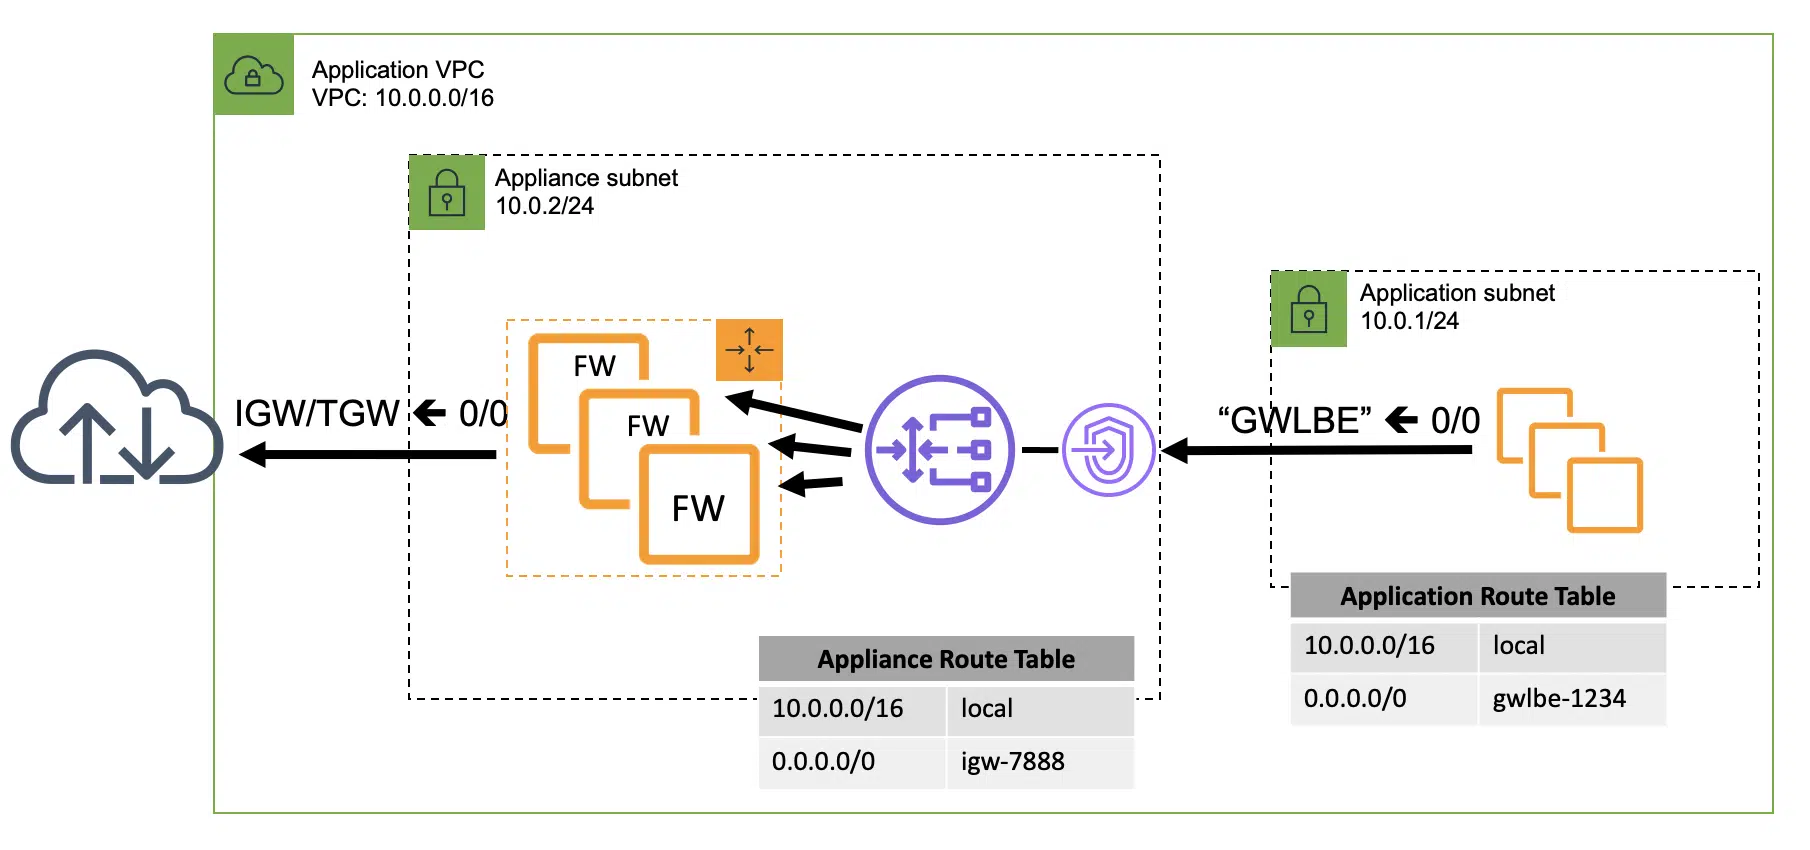 Application VPC
VPC: 10.0.0.0/16
Appliance subnet
10.0.2/24
Application subnet
10.0.1/24
FW
FW
FW
IGW/TGW 🡰 0/0
“GWLBE” 🡰 0/0
Application Route Table
10.0.0.0/16 local
0.0.0.0/0 gwlbe-1234
Appliance Route Table
10.0.0.0/16 local
0.0.0.0/0 igw-7888